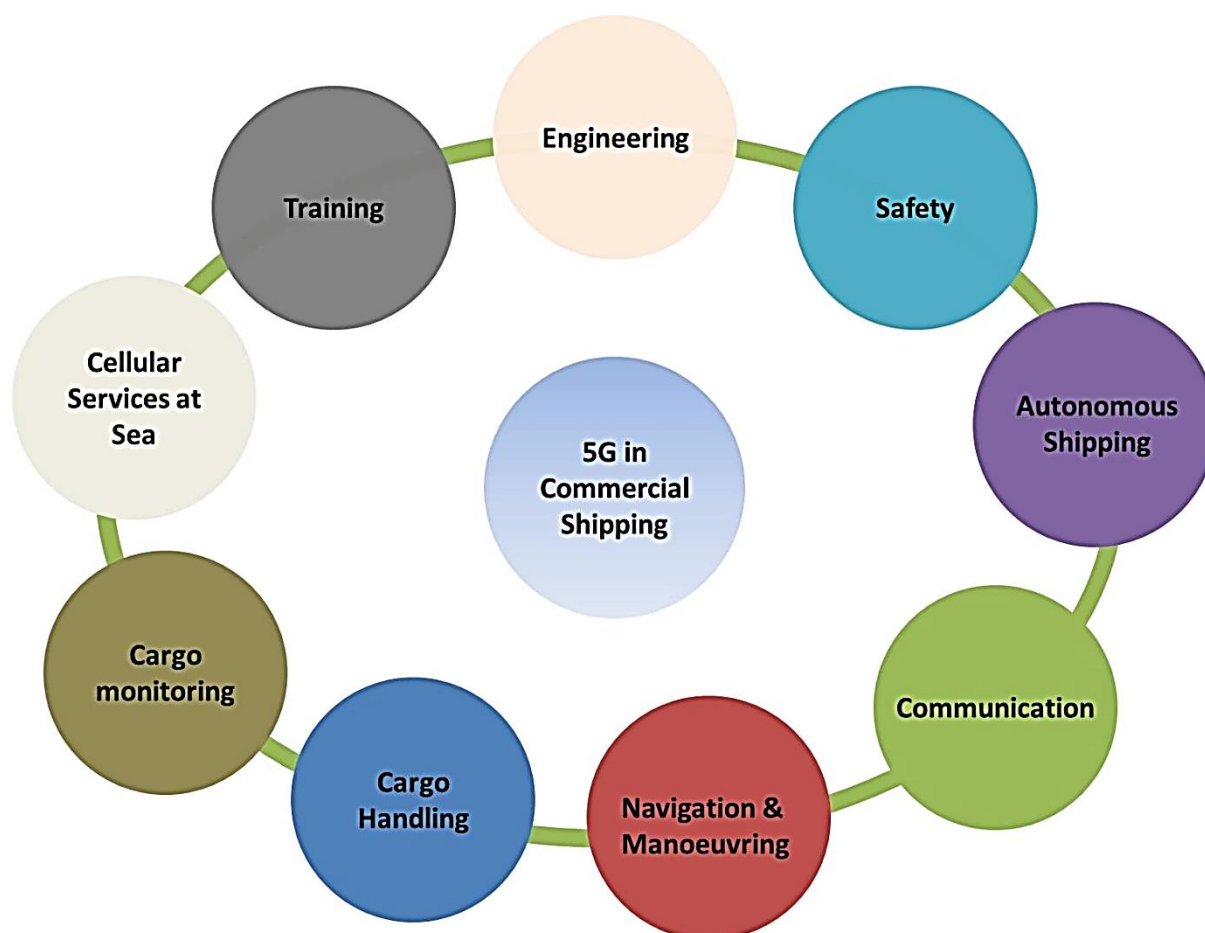 Engineering
Training
Safety
Cellular
Services at
Sea
Autonomous
Shipping
5G in
Commercial
Shipping
Cargo
monitoring
Communication
Cargo
Handling
Navigation &
Manoeuvring